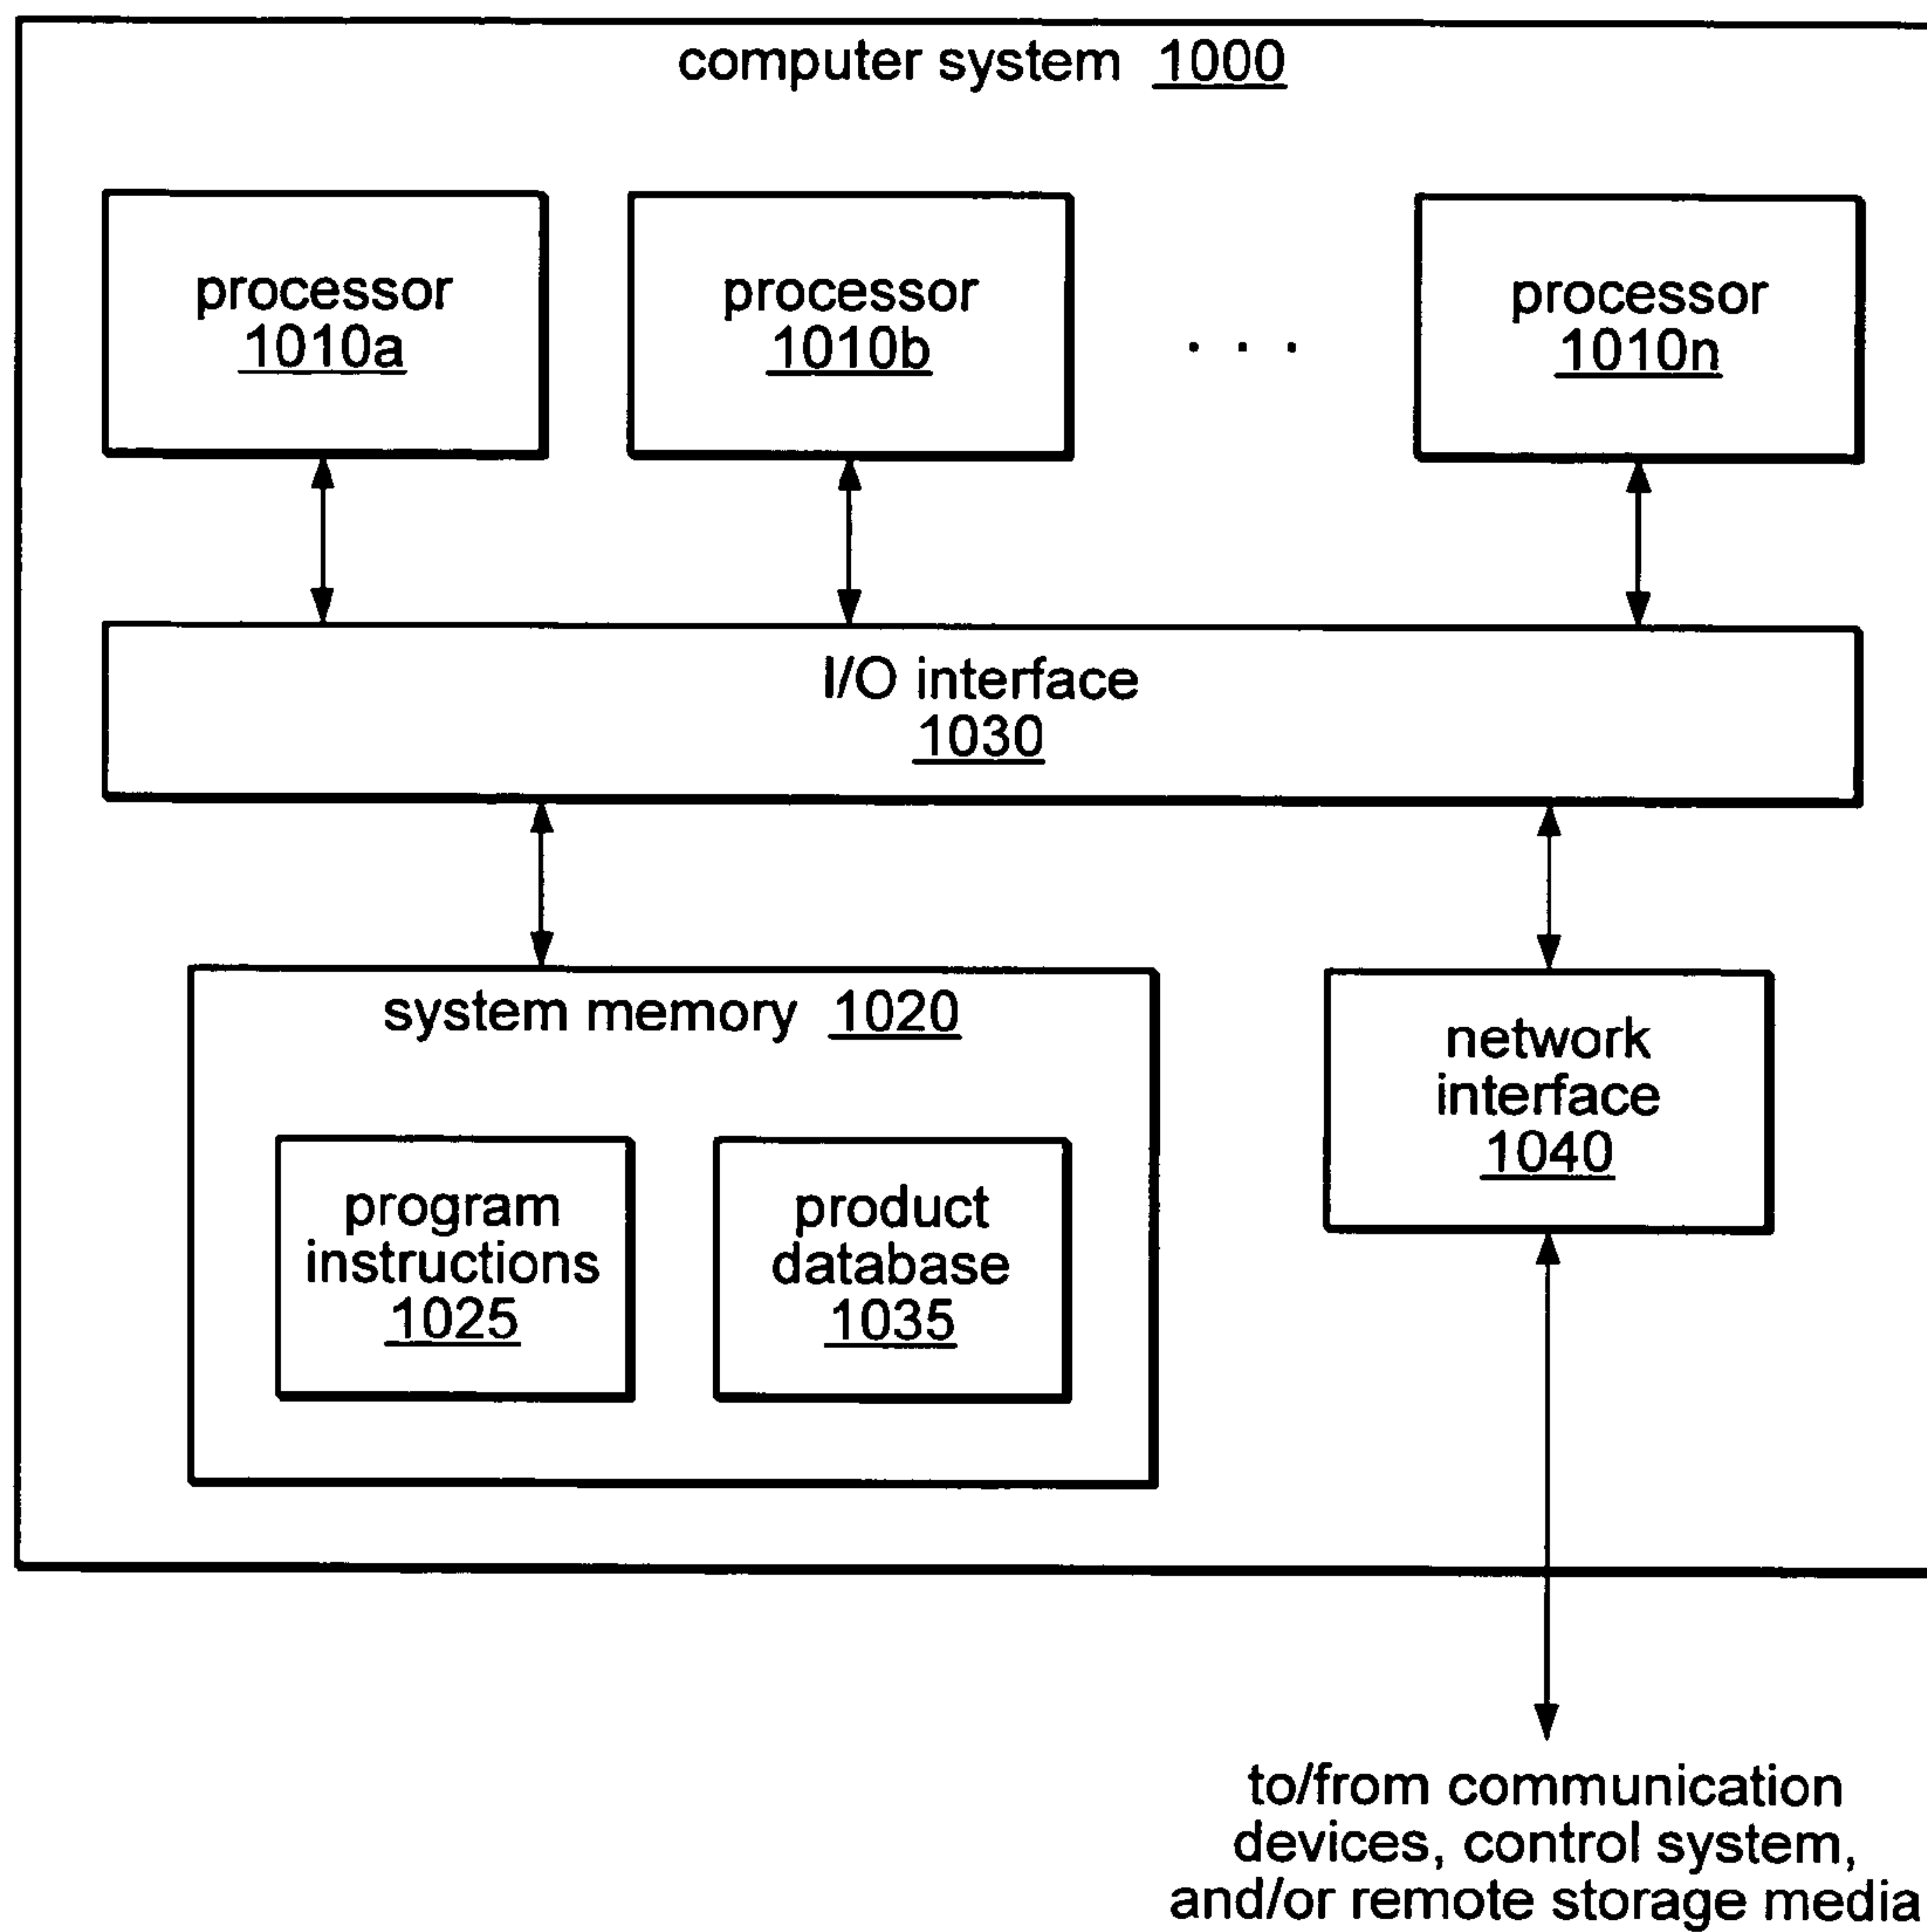 computer system 1000
processor
1010a
processor
1010b
. . .
processor
1010n
I/O interface
1030
system memory 1020
program
instructions
1025
product
database
1035
network
interface
1040
to/from communication
devices, control system,
and/or remote storage media